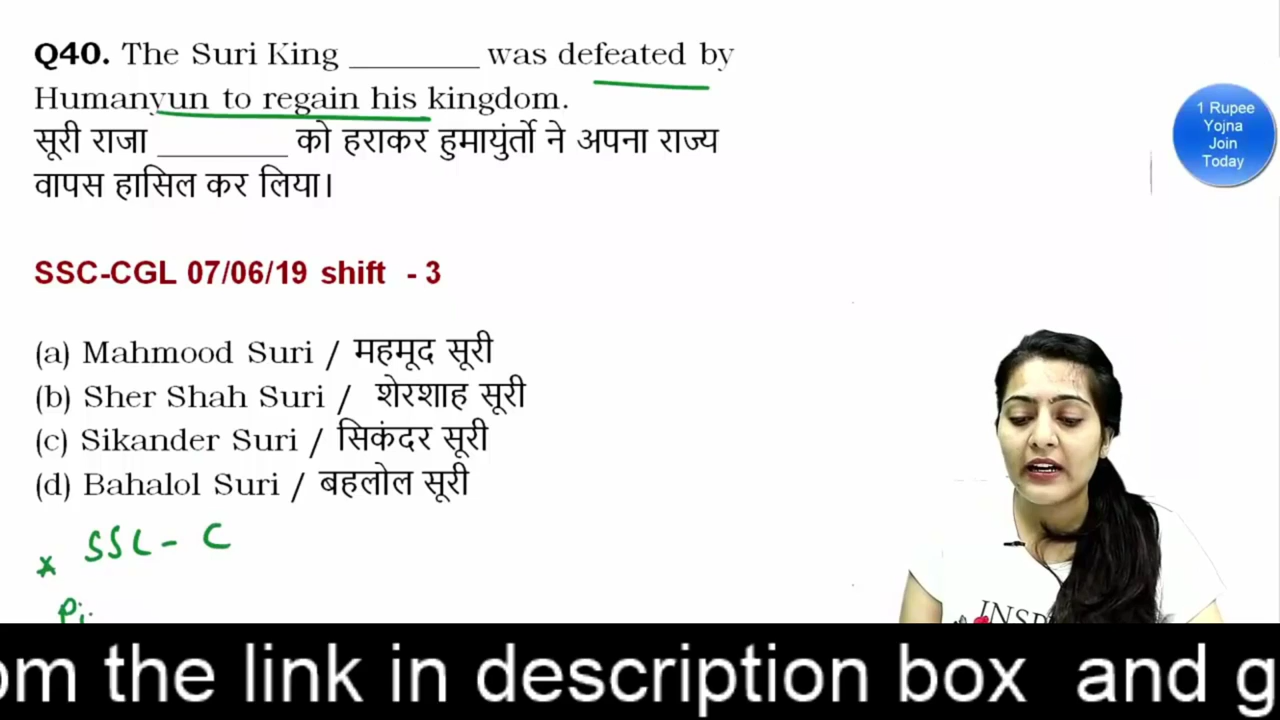 Q40. The Suri King ________ was defeated by
Humanyun to regain his kingdom.
सूरी राजा ________ को हराकर हुमायुंर्तो ने अपना राज्य
वापस हासिल कर लिया।
1 Rupee
Yojna
Join
Today
SSC-CGL 07/06/19 shift - 3
(a) Mahmood Suri / महमूद सूरी
(b) Sher Shah Suri / शेरशाह सूरी
(c) Sikander Suri / सिकंदर सूरी
(d) Bahalol Suri / बहलोल सूरी
* SSC - C
Pi
INSP
om the link in description box and g